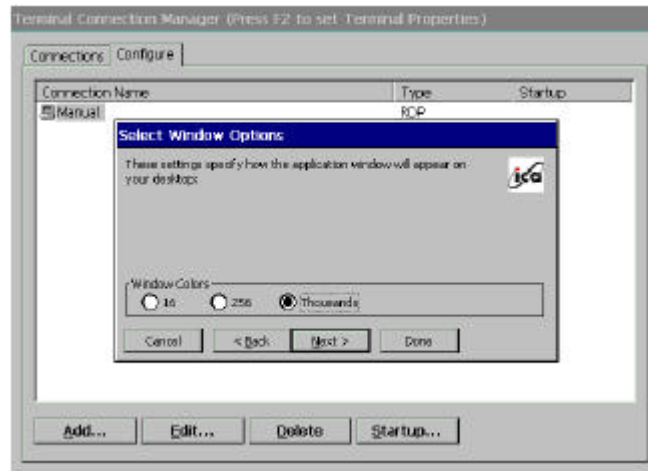 Terminal Connection Manager (Press F2 to set Terminal Properties)
Connections Configure
Connection Name Type Startup
Manual RDP
Select Window Options
These settings specify how the application window will appear on
your desktop:
ica
Window Colors
16 256 Thousands
Cancel < Back Next > Done
Add... Edit... Delete Startup...